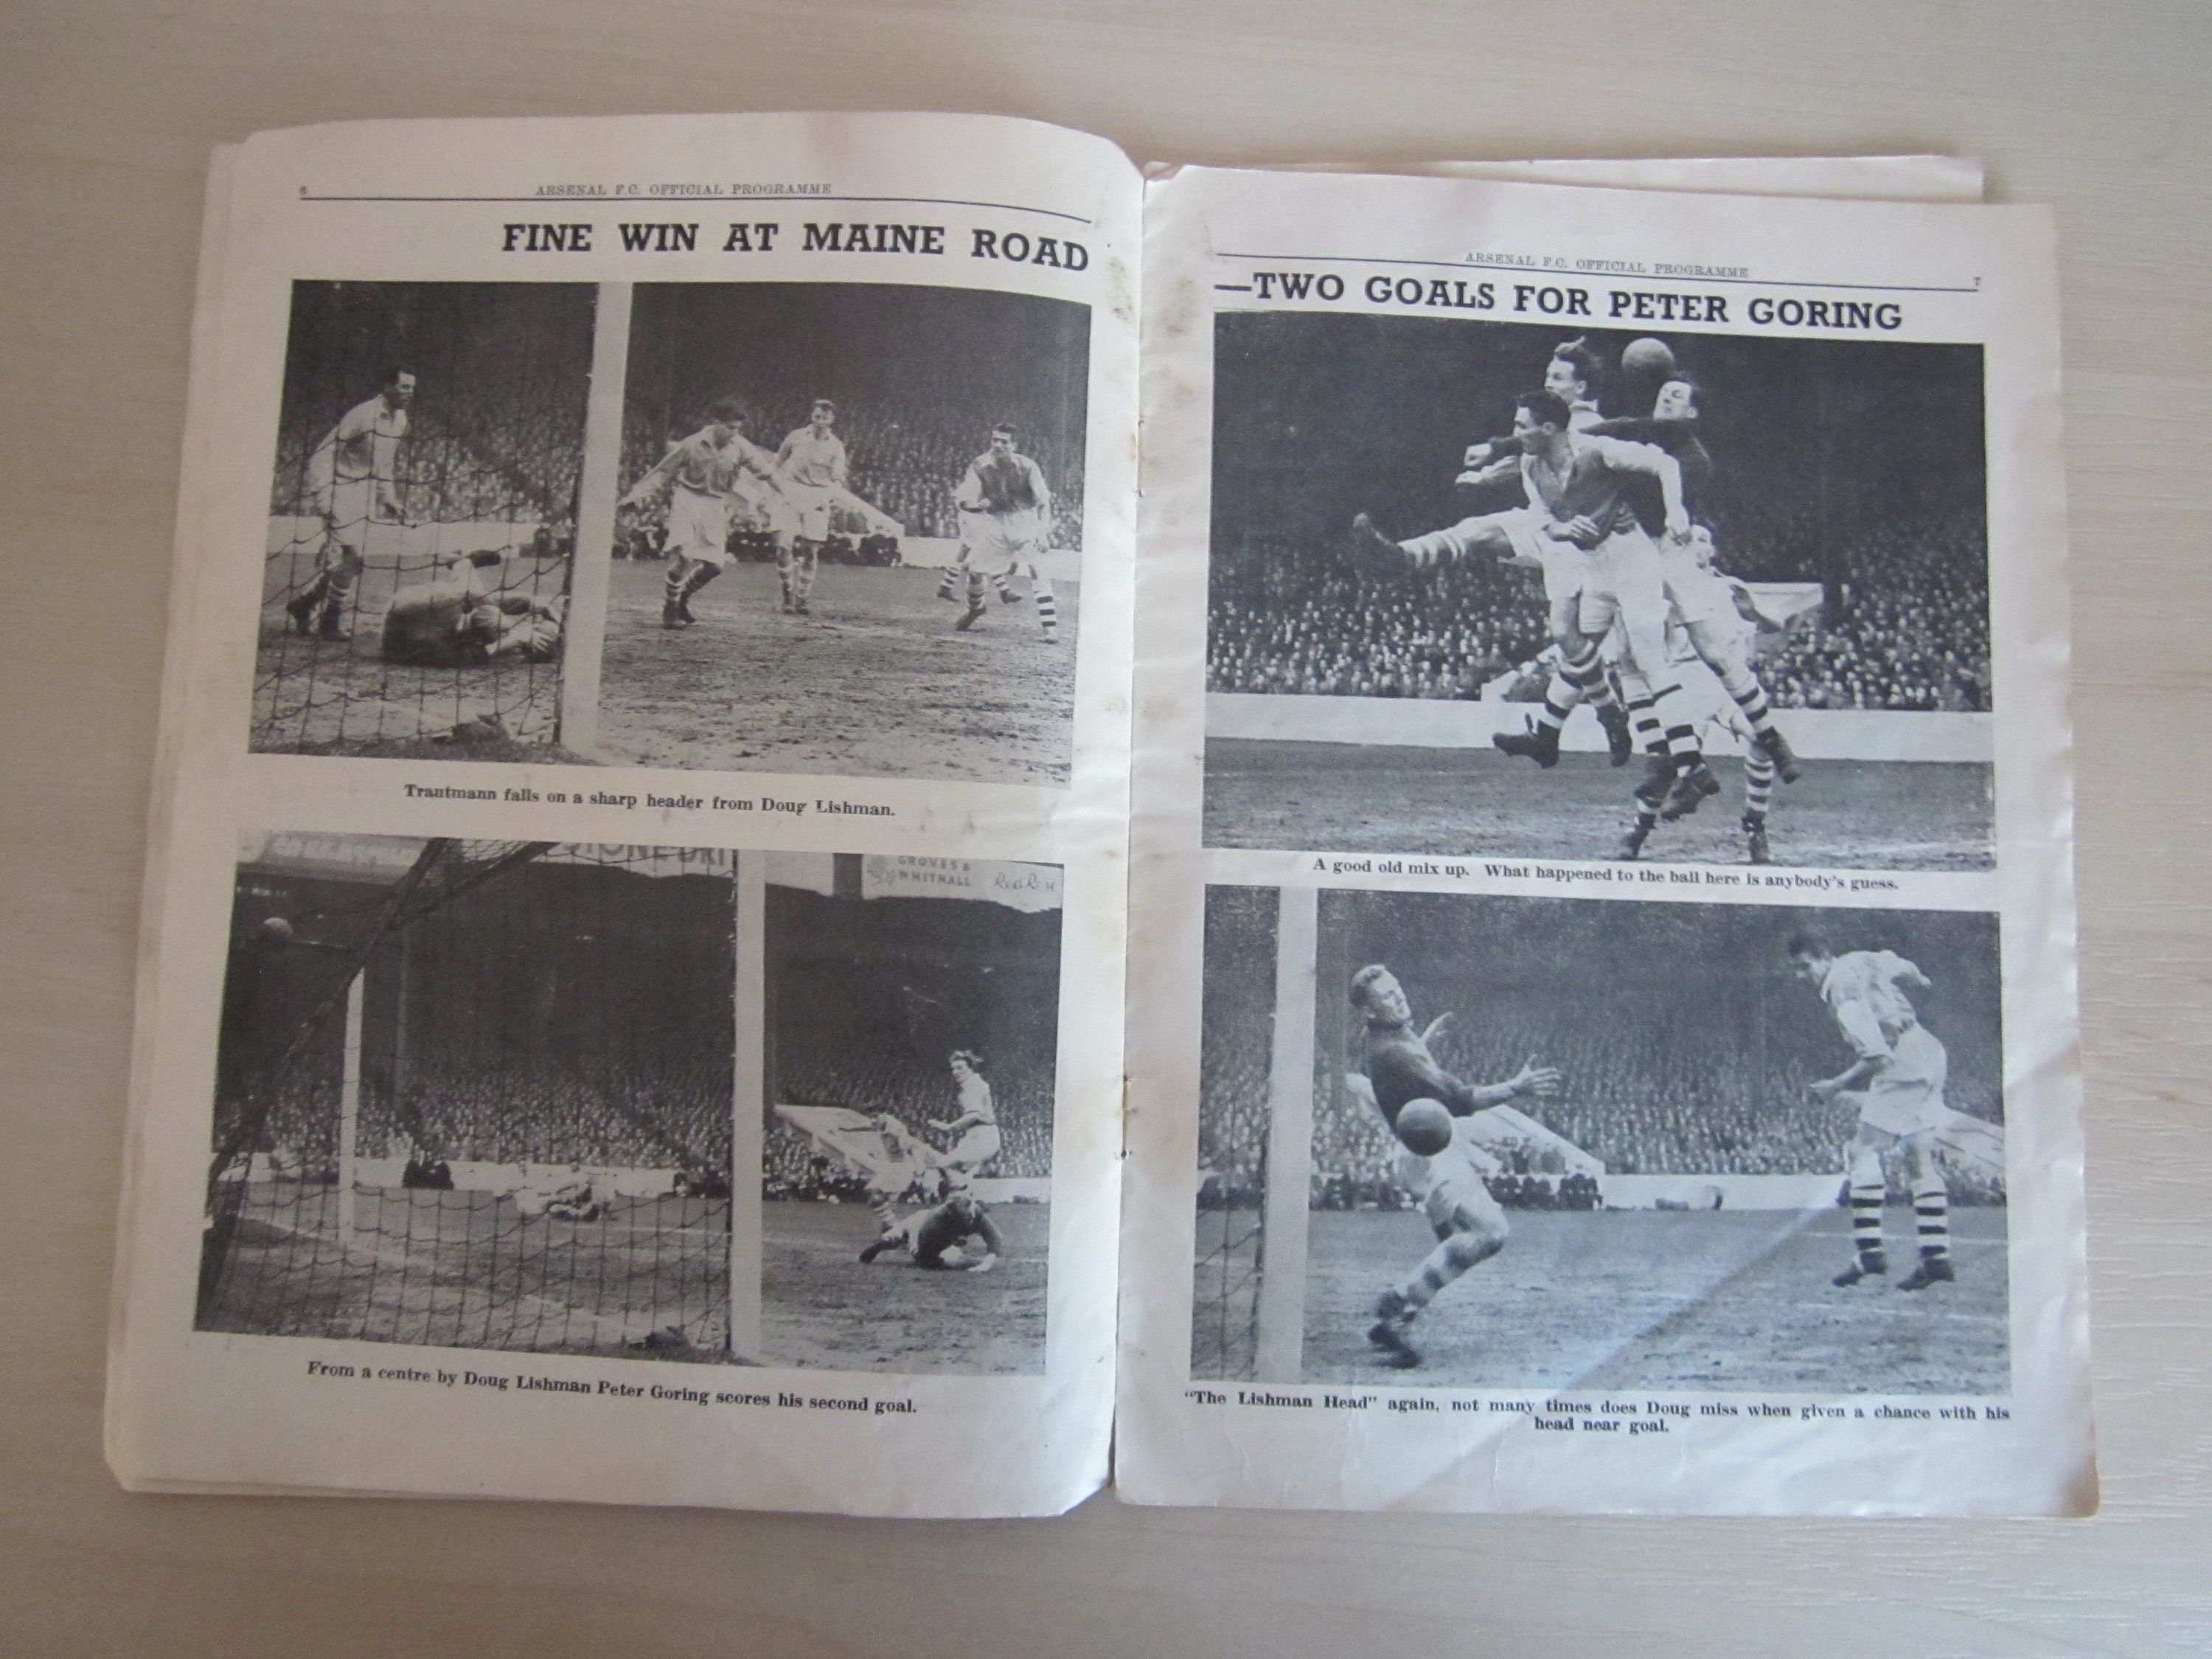 6
ARSENAL F.C. OFFICIAL PROGRAMME
FINE WIN AT MAINE ROAD
Trautmann falls on a sharp header from Doug Lishman.
GROVES &
WHITNALL
From a centre by Doug Lishman Peter Goring scores his second goal.
ARSENAL F.C. OFFICIAL PROGRAMME
7
—TWO GOALS FOR PETER GORING
A good old mix up. What happened to the ball here is anybody's guess.
"The Lishman Head" again, not many times does Doug miss when given a chance with his
head near goal.